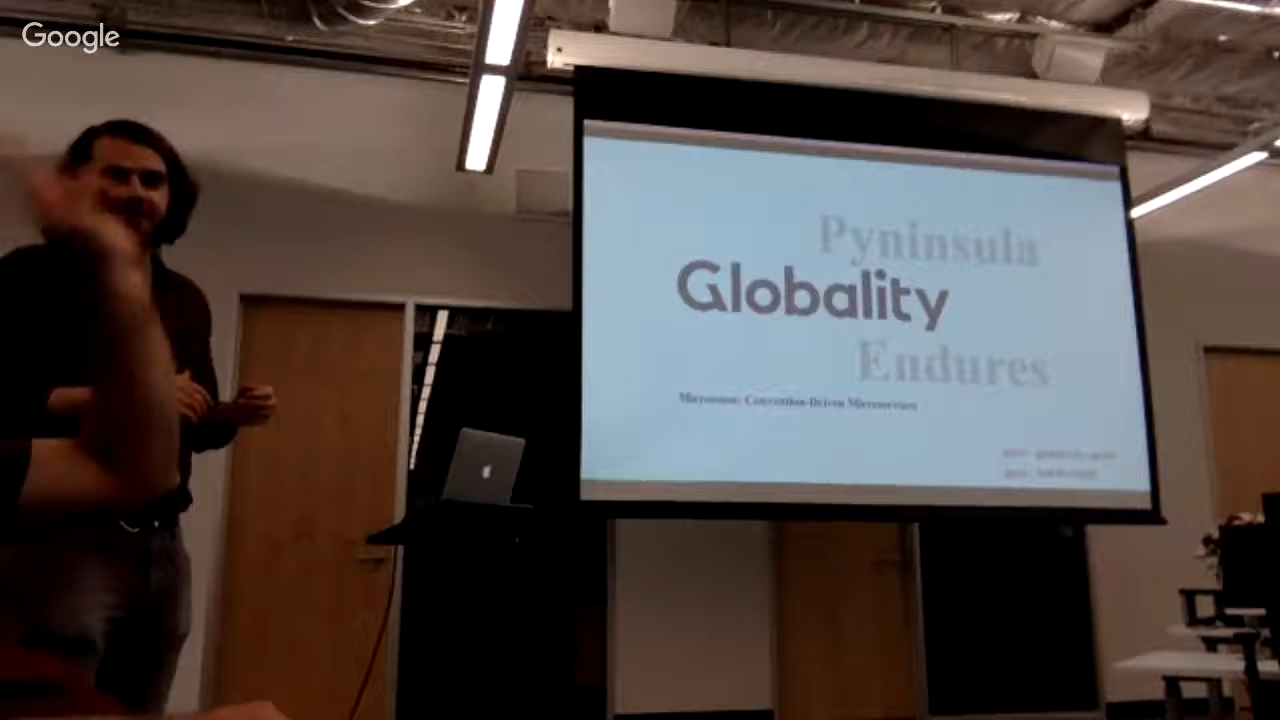 Google
Pyninsula
Globality
Endures
Microcosm: Convention-Driven Microservices